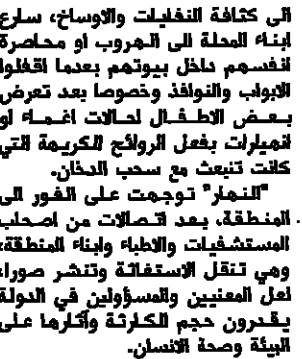 الى كثافة النفايات والاوساخ، سارع
ابناء المحلة الى الهروب او محاصرة
انفسهم داخل بيوتهم بعدما اقفلوا
الابواب والنوافذ وخصوصا بعد تعرض
بعض الاطفال لحالات اغماء او
انهيارات بفعل الروائح الكريهة التي
كانت تنبعث مع سحب الدخان.
"النهار" توجهت على الفور الى
المنطقة، بعد اتصالات من اصحاب
المستشفيات والاطباء وابناء المنطقة،
وهي تنقل الاستغاثة وتنشر صورا،
لعل المعنيين والمسؤولين في الدولة
يقدرون حجم الكارثة وآثارها على
البيئة وصحة الانسان.